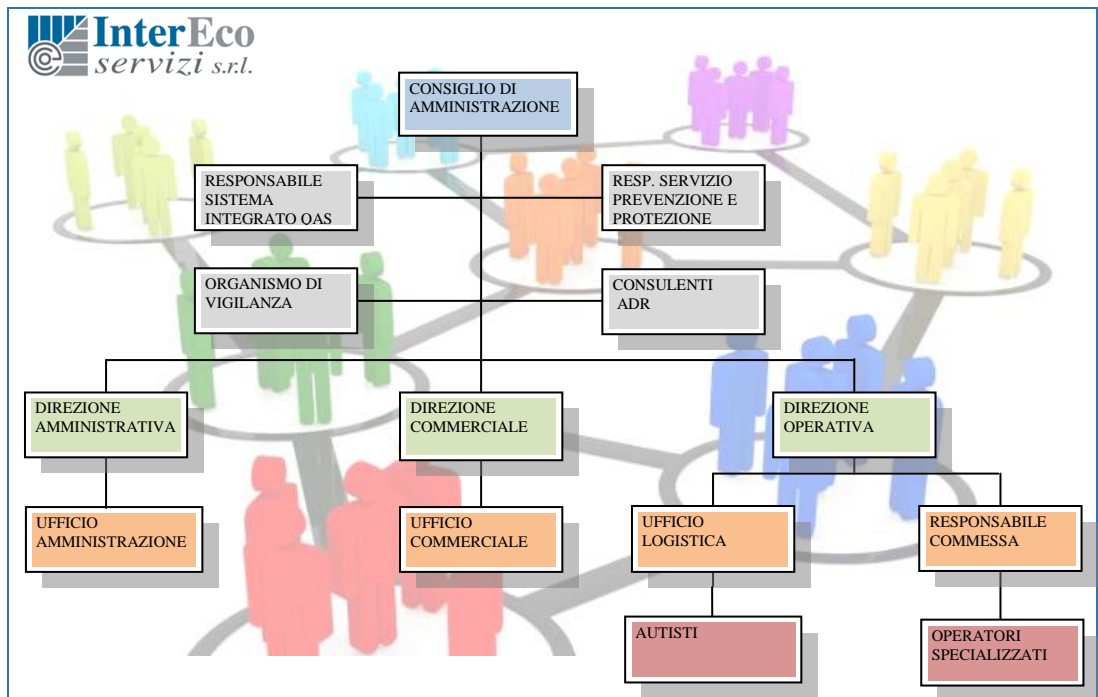 InterEco
servizi s.r.l.
CONSIGLIO DI
AMMINISTRAZIONE
RESPONSABILE
SISTEMA
INTEGRATO QAS
RESP. SERVIZIO
PREVENZIONE E
PROTEZIONE
ORGANISMO DI
VIGILANZA
CONSULENTI
ADR
DIREZIONE
AMMINISTRATIVA
DIREZIONE
COMMERCIALE
DIREZIONE
OPERATIVA
UFFICIO
AMMINISTRAZIONE
UFFICIO
COMMERCIALE
UFFICIO
LOGISTICA
RESPONSABILE
COMMESSA
AUTISTI
OPERATORI
SPECIALIZZATI